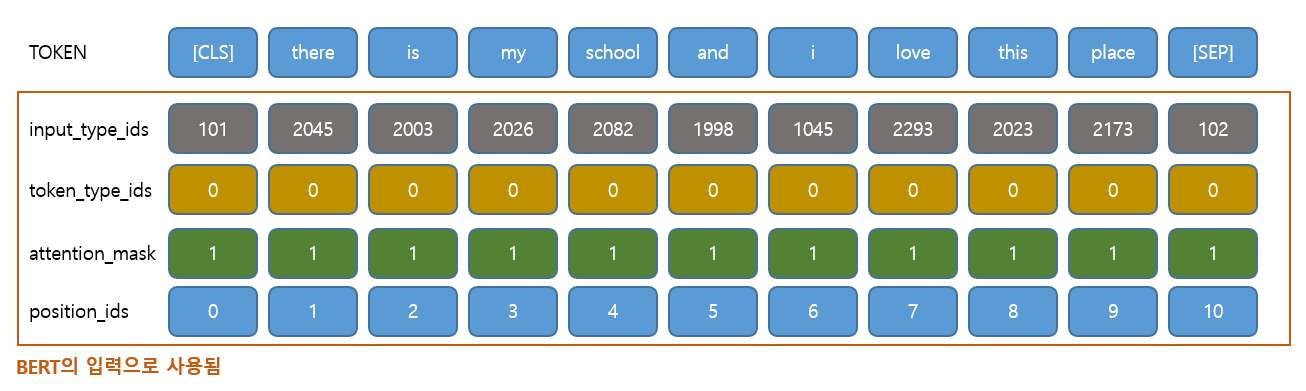 TOKEN [CLS] there is my school and i love this place [SEP]
input_type_ids 101 2045 2003 2026 2082 1998 1045 2293 2023 2173 102
token_type_ids 0 0 0 0 0 0 0 0 0 0 0
attention_mask 1 1 1 1 1 1 1 1 1 1 1
position_ids 0 1 2 3 4 5 6 7 8 9 10
BERT의 입력으로 사용됨